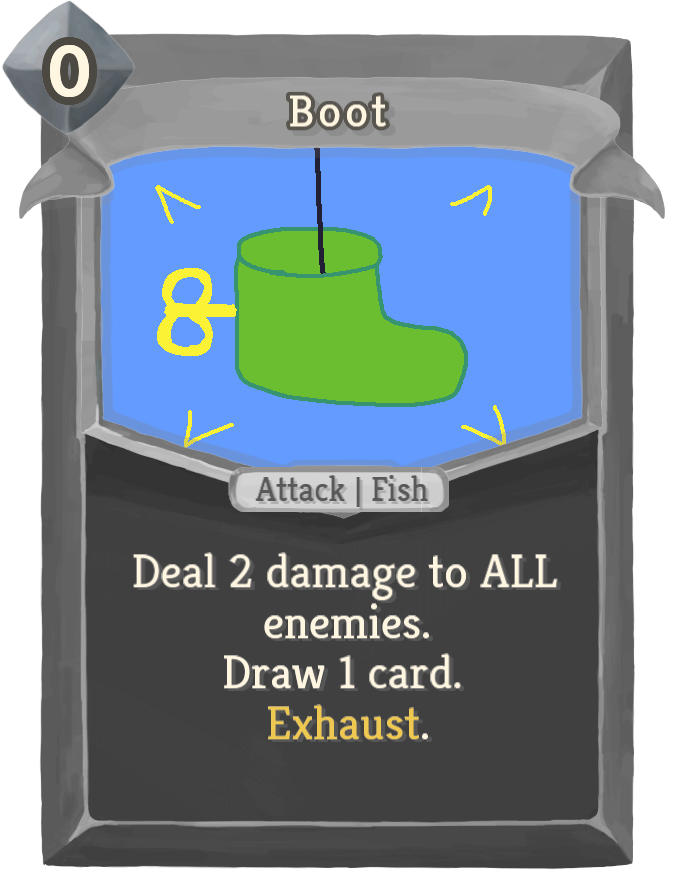 0
Boot
Attack | Fish
Deal 2 damage to ALL
enemies.
Draw 1 card.
Exhaust.